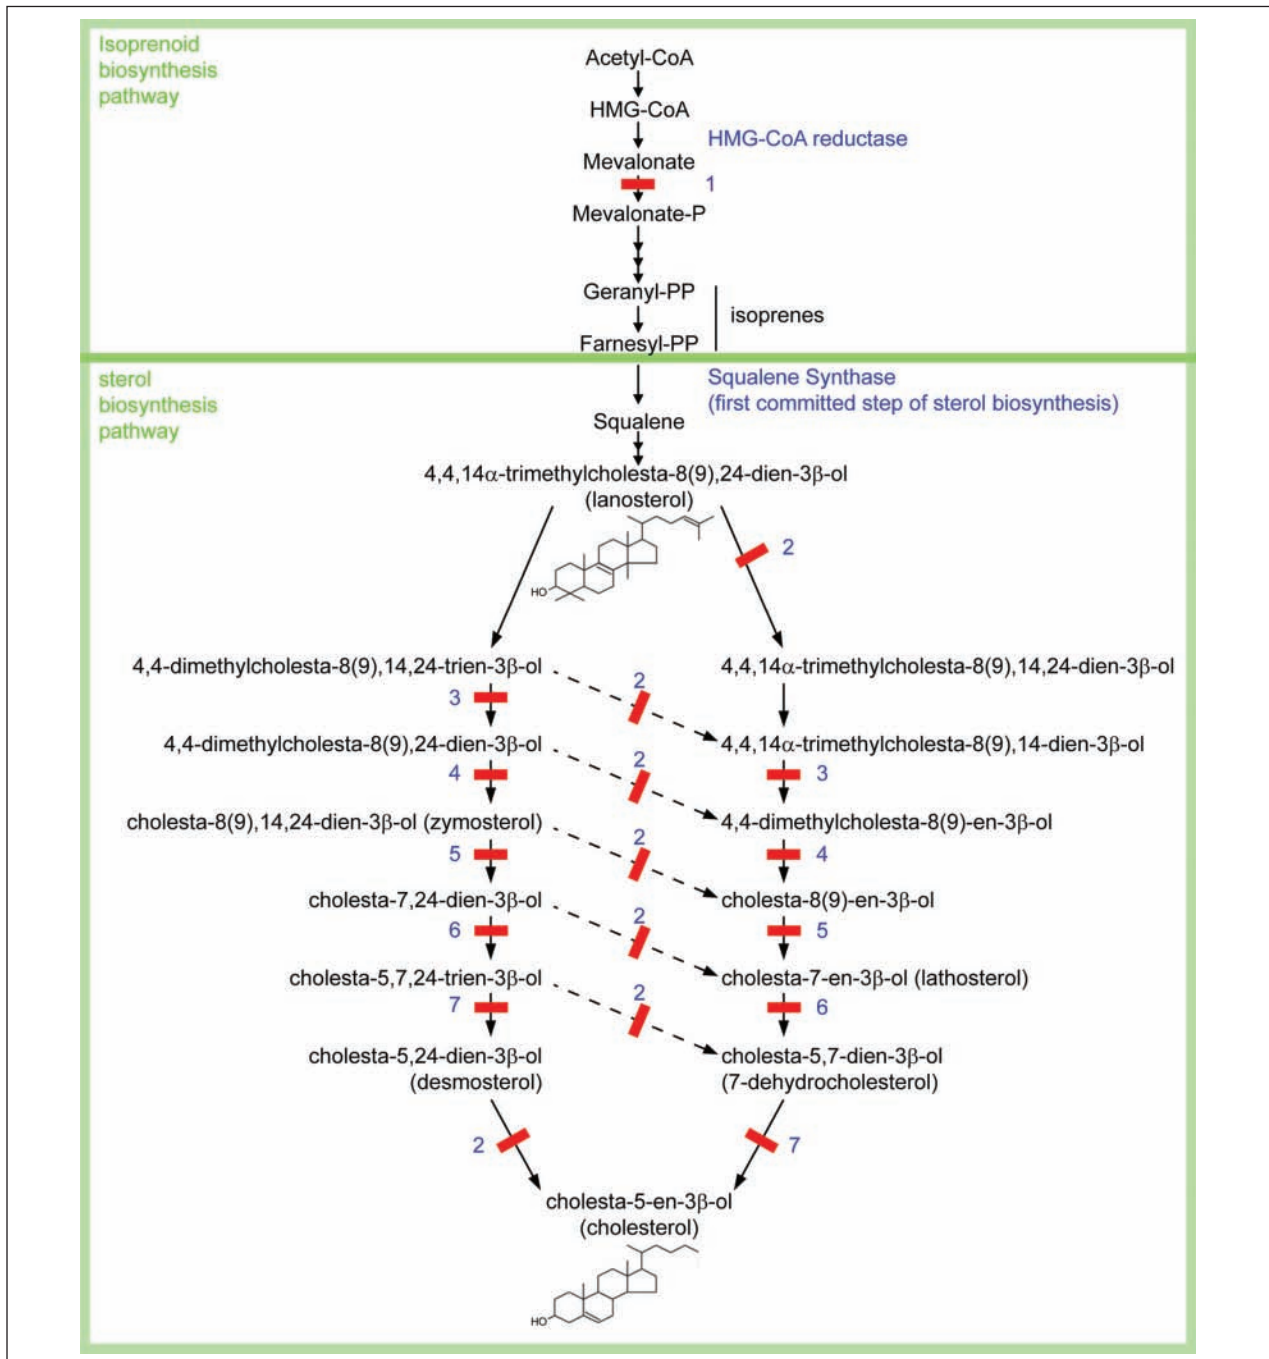 Isoprenoid
biosynthesis
pathway
Acetyl-CoA
HMG-CoA
HMG-CoA reductase
Mevalonate
1
Mevalonate-P
Geranyl-PP
isoprenes
Farnesyl-PP
sterol
biosynthesis
pathway
Squalene Synthase
(first committed step of sterol biosynthesis)
Squalene
4,4,14α-trimethylcholesta-8(9),24-dien-3β-ol
(lanosterol)
2
HO
4,4-dimethylcholesta-8(9),14,24-trien-3β-ol
4,4,14α-trimethylcholesta-8(9),14,24-dien-3β-ol
3
2
4,4-dimethylcholesta-8(9),24-dien-3β-ol
4,4,14α-trimethylcholesta-8(9),14-dien-3β-ol
4
2
3
cholesta-8(9),14,24-dien-3β-ol (zymosterol)
4,4-dimethylcholesta-8(9)-en-3β-ol
5
2
4
cholesta-7,24-dien-3β-ol
cholesta-8(9)-en-3β-ol
6
2
5
cholesta-5,7,24-trien-3β-ol
cholesta-7-en-3β-ol (lathosterol)
7
2
6
cholesta-5,24-dien-3β-ol
(desmosterol)
cholesta-5,7-dien-3β-ol
(7-dehydrocholesterol)
2
7
cholesta-5-en-3β-ol
(cholesterol)
HO